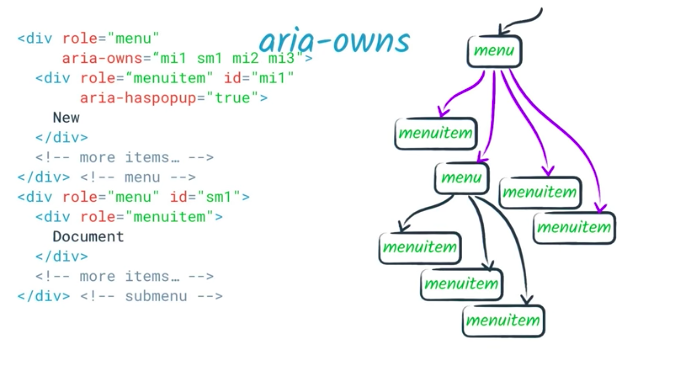 aria-owns
<div role="menu"
aria-owns="mi1 sm1 mi2 mi3">
<div role="menuitem" id="mi1"
aria-haspopup="true">
New
</div>
<!-- more items… -->
</div> <!-- menu -->
<div role="menu" id="sm1">
<div role="menuitem">
Document
</div>
<!-- more items… -->
</div> <!-- submenu -->
menu
menuitem
menu
menuitem
menuitem
menuitem
menuitem
menuitem